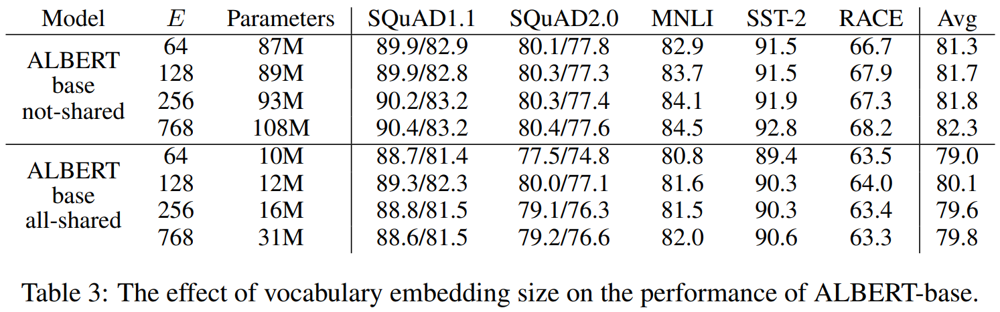 Model E Parameters SQuAD1.1 SQuAD2.0 MNLI SST-2 RACE Avg
ALBERT base not-shared
64 87M 89.9/82.9 80.1/77.8 82.9 91.5 66.7 81.3
128 89M 89.9/82.8 80.3/77.3 83.7 91.5 67.9 81.7
256 93M 90.2/83.2 80.3/77.4 84.1 91.9 67.3 81.8
768 108M 90.4/83.2 80.4/77.6 84.5 92.8 68.2 82.3
ALBERT base all-shared
64 10M 88.7/81.4 77.5/74.8 80.8 89.4 63.5 79.0
128 12M 89.3/82.3 80.0/77.1 81.6 90.3 64.0 80.1
256 16M 88.8/81.5 79.1/76.3 81.5 90.3 63.4 79.6
768 31M 88.6/81.5 79.2/76.6 82.0 90.6 63.3 79.8
Table 3: The effect of vocabulary embedding size on the performance of ALBERT-base.